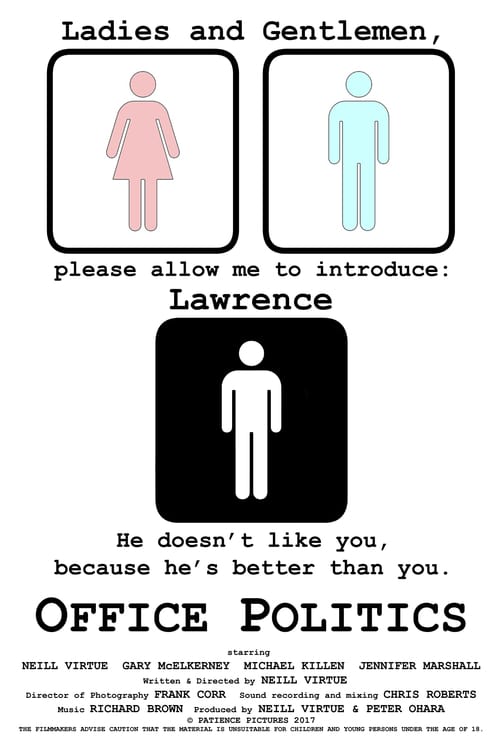 Ladies and Gentlemen,
please allow me to introduce:
Lawrence
He doesn't like you,
because he's better than you.
OFFICE POLITICS
starring
NEILL VIRTUE GARY McELKERNEY MICHAEL KILLEN JENNIFER MARSHALL
Written & Directed by NEILL VIRTUE
Director of Photography FRANK CORR Sound recording and mixing CHRIS ROBERTS
Music RICHARD BROWN Produced by NEILL VIRTUE & PETER OHARA
© PATIENCE PICTURES 2017
THE FILMMAKERS ADVISE CAUTION THAT THE MATERIAL IS UNSUITABLE FOR CHILDREN AND YOUNG PERSONS UNDER THE AGE OF 18.